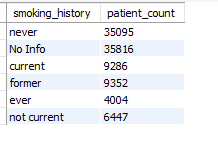 smoking_history patient_count
never 35095
No Info 35816
current 9286
former 9352
ever 4004
not current 6447